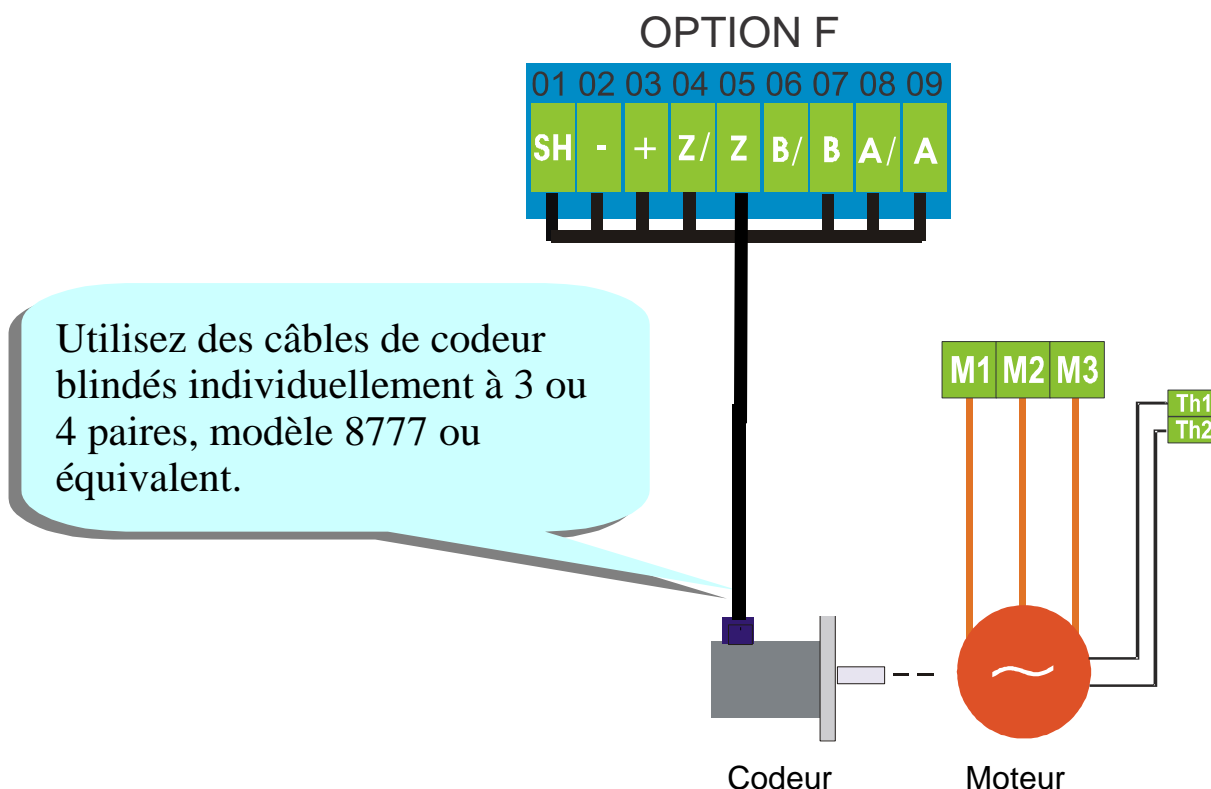 OPTION F
01 02 03 04 05 06 07 08 09
SH - + Z/ Z B/ B A/ A
Utilisez des câbles de codeur
blindés individuellement à 3 ou
4 paires, modèle 8777 ou
équivalent.
M1 M2 M3
Th1
Th2
Codeur Moteur